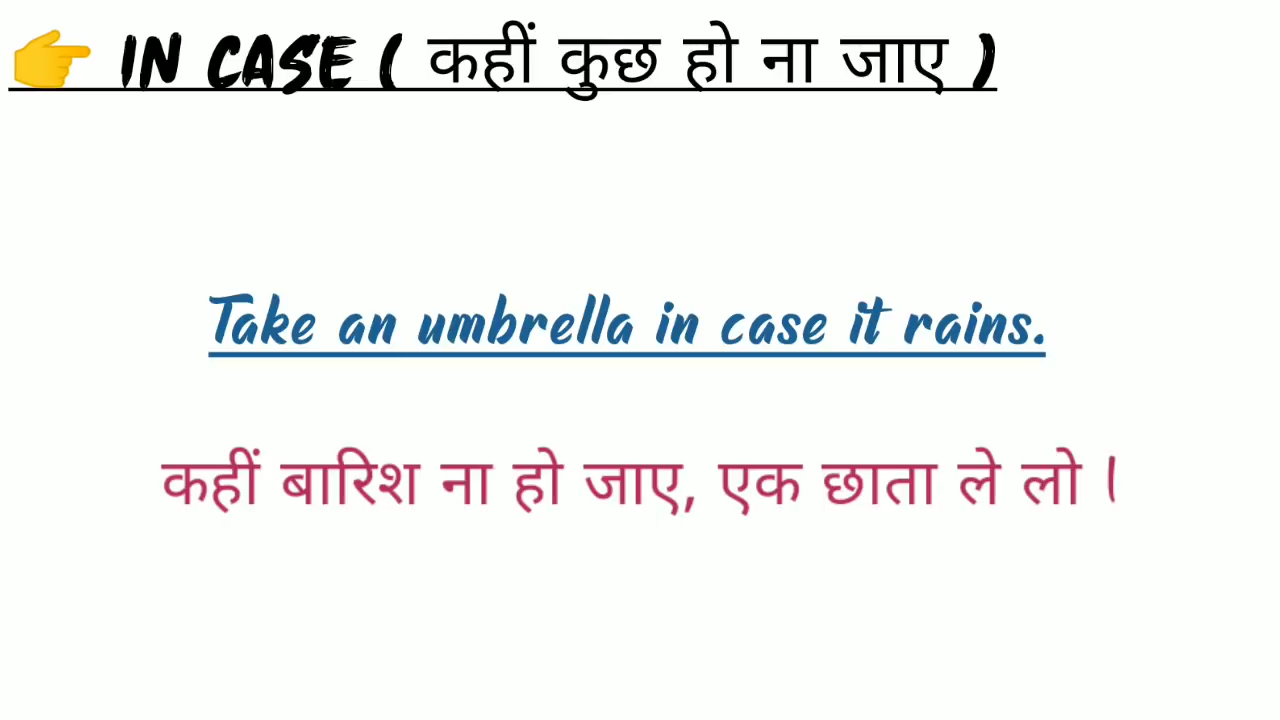 👉 IN CASE ( कहीं कुछ हो ना जाए )
Take an umbrella in case it rains.
कहीं बारिश ना हो जाए, एक छाता ले लो ।